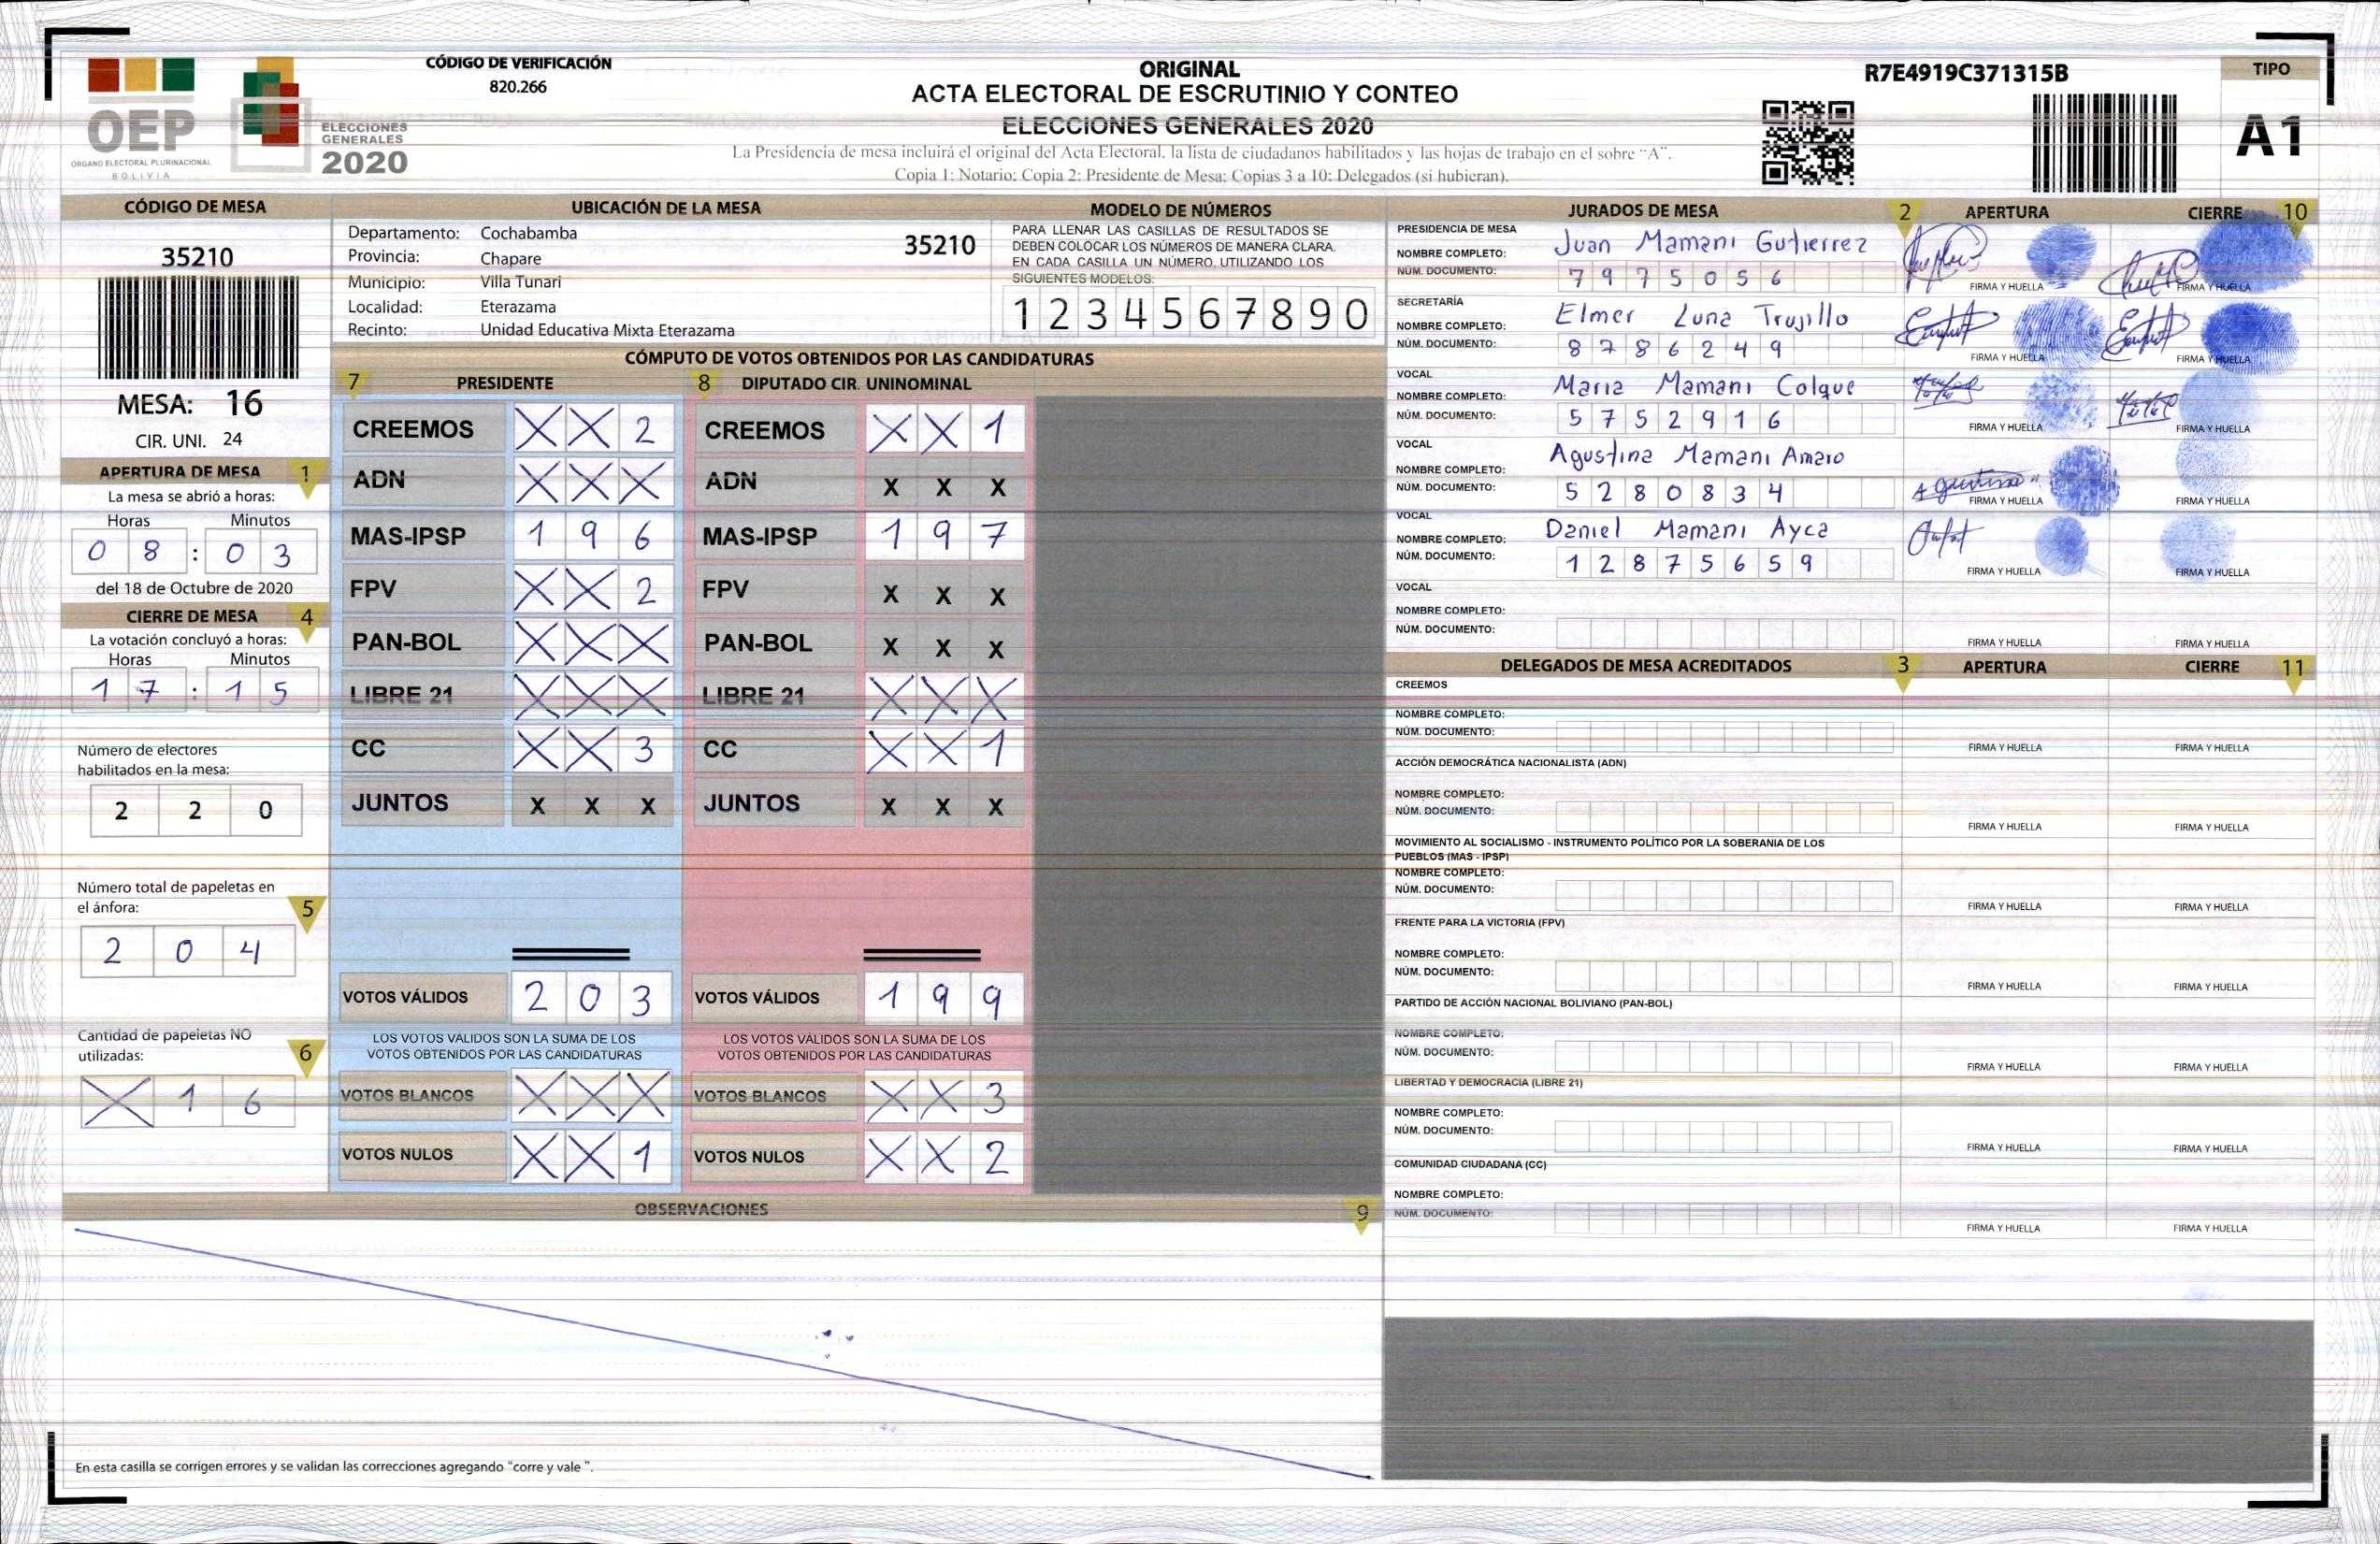 OEP
ORGANO ELECTORAL PLURINACIONAL
BOLIVIA
ELECCIONES
GENERALES
2020
CÓDIGO DE VERIFICACIÓN
820.266
ORIGINAL
ACTA ELECTORAL DE ESCRUTINIO Y CONTEO
ELECCIONES GENERALES 2020
La Presidencia de mesa incluirá el original del Acta Electoral, la lista de ciudadanos habilitados y las hojas de trabajo en el sobre "A".
Copia 1: Notario; Copia 2: Presidente de Mesa; Copias 3 a 10: Delegados (si hubieran).
R7E4919C371315B
TIPO
A1
CÓDIGO DE MESA
35210
MESA: 16
CIR. UNI. 24
APERTURA DE MESA 1
La mesa se abrió a horas:
Horas Minutos
0 8 : 0 3
del 18 de Octubre de 2020
CIERRE DE MESA 4
La votación concluyó a horas:
Horas Minutos
1 7 : 1 5
Número de electores
habilitados en la mesa:
2 2 0
Número total de papeletas en
el ánfora: 5
2 0 4
Cantidad de papeletas NO
utilizadas: 6
X 1 6
UBICACIÓN DE LA MESA
Departamento: Cochabamba
Provincia: Chapare
Municipio: Villa Tunari
Localidad: Eterazama
Recinto: Unidad Educativa Mixta Eterazama
35210
MODELO DE NÚMEROS
PARA LLENAR LAS CASILLAS DE RESULTADOS SE
DEBEN COLOCAR LOS NÚMEROS DE MANERA CLARA.
EN CADA CASILLA UN NÚMERO, UTILIZANDO LOS
SIGUIENTES MODELOS:
1 2 3 4 5 6 7 8 9 0
CÓMPUTO DE VOTOS OBTENIDOS POR LAS CANDIDATURAS
7 PRESIDENTE 8 DIPUTADO CIR. UNINOMINAL
CREEMOS X X 2 CREEMOS X X 1
ADN X X X ADN X X X
MAS-IPSP 1 9 6 MAS-IPSP 1 9 7
FPV X X 2 FPV X X X
PAN-BOL X X X PAN-BOL X X X
LIBRE 21 X X X LIBRE 21 X X X
CC X X 3 CC X X 1
JUNTOS X X X JUNTOS X X X
VOTOS VÁLIDOS 2 0 3 VOTOS VÁLIDOS 1 9 9
LOS VOTOS VÁLIDOS SON LA SUMA DE LOS LOS VOTOS VÁLIDOS SON LA SUMA DE LOS
VOTOS OBTENIDOS POR LAS CANDIDATURAS VOTOS OBTENIDOS POR LAS CANDIDATURAS
VOTOS BLANCOS X X X VOTOS BLANCOS X X 3
VOTOS NULOS X X 1 VOTOS NULOS X X 2
OBSERVACIONES 9
En esta casilla se corrigen errores y se validan las correcciones agregando "corre y vale ".
JURADOS DE MESA 2 APERTURA CIERRE 10
PRESIDENCIA DE MESA
NOMBRE COMPLETO: Juan Mamani Gutierrez
NÚM. DOCUMENTO: 7 9 7 5 0 5 6
FIRMA Y HUELLA FIRMA Y HUELLA
SECRETARÍA
NOMBRE COMPLETO: Elmer Luna Trujillo
NÚM. DOCUMENTO: 8 7 8 6 2 4 9
FIRMA Y HUELLA FIRMA Y HUELLA
VOCAL
NOMBRE COMPLETO: Maria Mamani Colque
NÚM. DOCUMENTO: 5 7 5 2 9 1 6
FIRMA Y HUELLA FIRMA Y HUELLA
VOCAL
NOMBRE COMPLETO: Agustina Mamani Amaro
NÚM. DOCUMENTO: 5 2 8 0 8 3 4
FIRMA Y HUELLA FIRMA Y HUELLA
VOCAL
NOMBRE COMPLETO: Daniel Mamani Ayca
NÚM. DOCUMENTO: 1 2 8 7 5 6 5 9
FIRMA Y HUELLA FIRMA Y HUELLA
VOCAL
NOMBRE COMPLETO:
NÚM. DOCUMENTO:
FIRMA Y HUELLA FIRMA Y HUELLA
DELEGADOS DE MESA ACREDITADOS 3 APERTURA CIERRE 11
CREEMOS
NOMBRE COMPLETO:
NÚM. DOCUMENTO:
FIRMA Y HUELLA FIRMA Y HUELLA
ACCIÓN DEMOCRÁTICA NACIONALISTA (ADN)
NOMBRE COMPLETO:
NÚM. DOCUMENTO:
FIRMA Y HUELLA FIRMA Y HUELLA
MOVIMIENTO AL SOCIALISMO - INSTRUMENTO POLÍTICO POR LA SOBERANIA DE LOS
PUEBLOS (MAS - IPSP)
NOMBRE COMPLETO:
NÚM. DOCUMENTO:
FIRMA Y HUELLA FIRMA Y HUELLA
FRENTE PARA LA VICTORIA (FPV)
NOMBRE COMPLETO:
NÚM. DOCUMENTO:
FIRMA Y HUELLA FIRMA Y HUELLA
PARTIDO DE ACCIÓN NACIONAL BOLIVIANO (PAN-BOL)
NOMBRE COMPLETO:
NÚM. DOCUMENTO:
FIRMA Y HUELLA FIRMA Y HUELLA
LIBERTAD Y DEMOCRACIA (LIBRE 21)
NOMBRE COMPLETO:
NÚM. DOCUMENTO:
FIRMA Y HUELLA FIRMA Y HUELLA
COMUNIDAD CIUDADANA (CC)
NOMBRE COMPLETO:
NÚM. DOCUMENTO:
FIRMA Y HUELLA FIRMA Y HUELLA